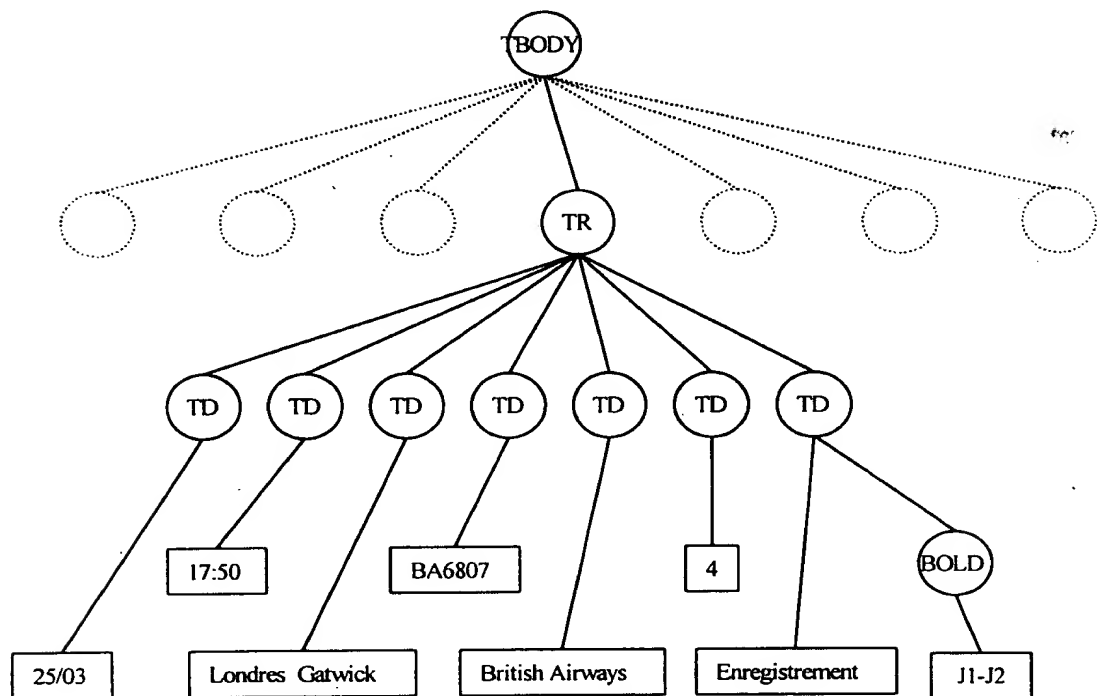 TBODY
TR
TD TD TD TD TD TD TD
17:50 BA6807 4 BOLD
25/03 Londres Gatwick British Airways Enregistrement J1-J2